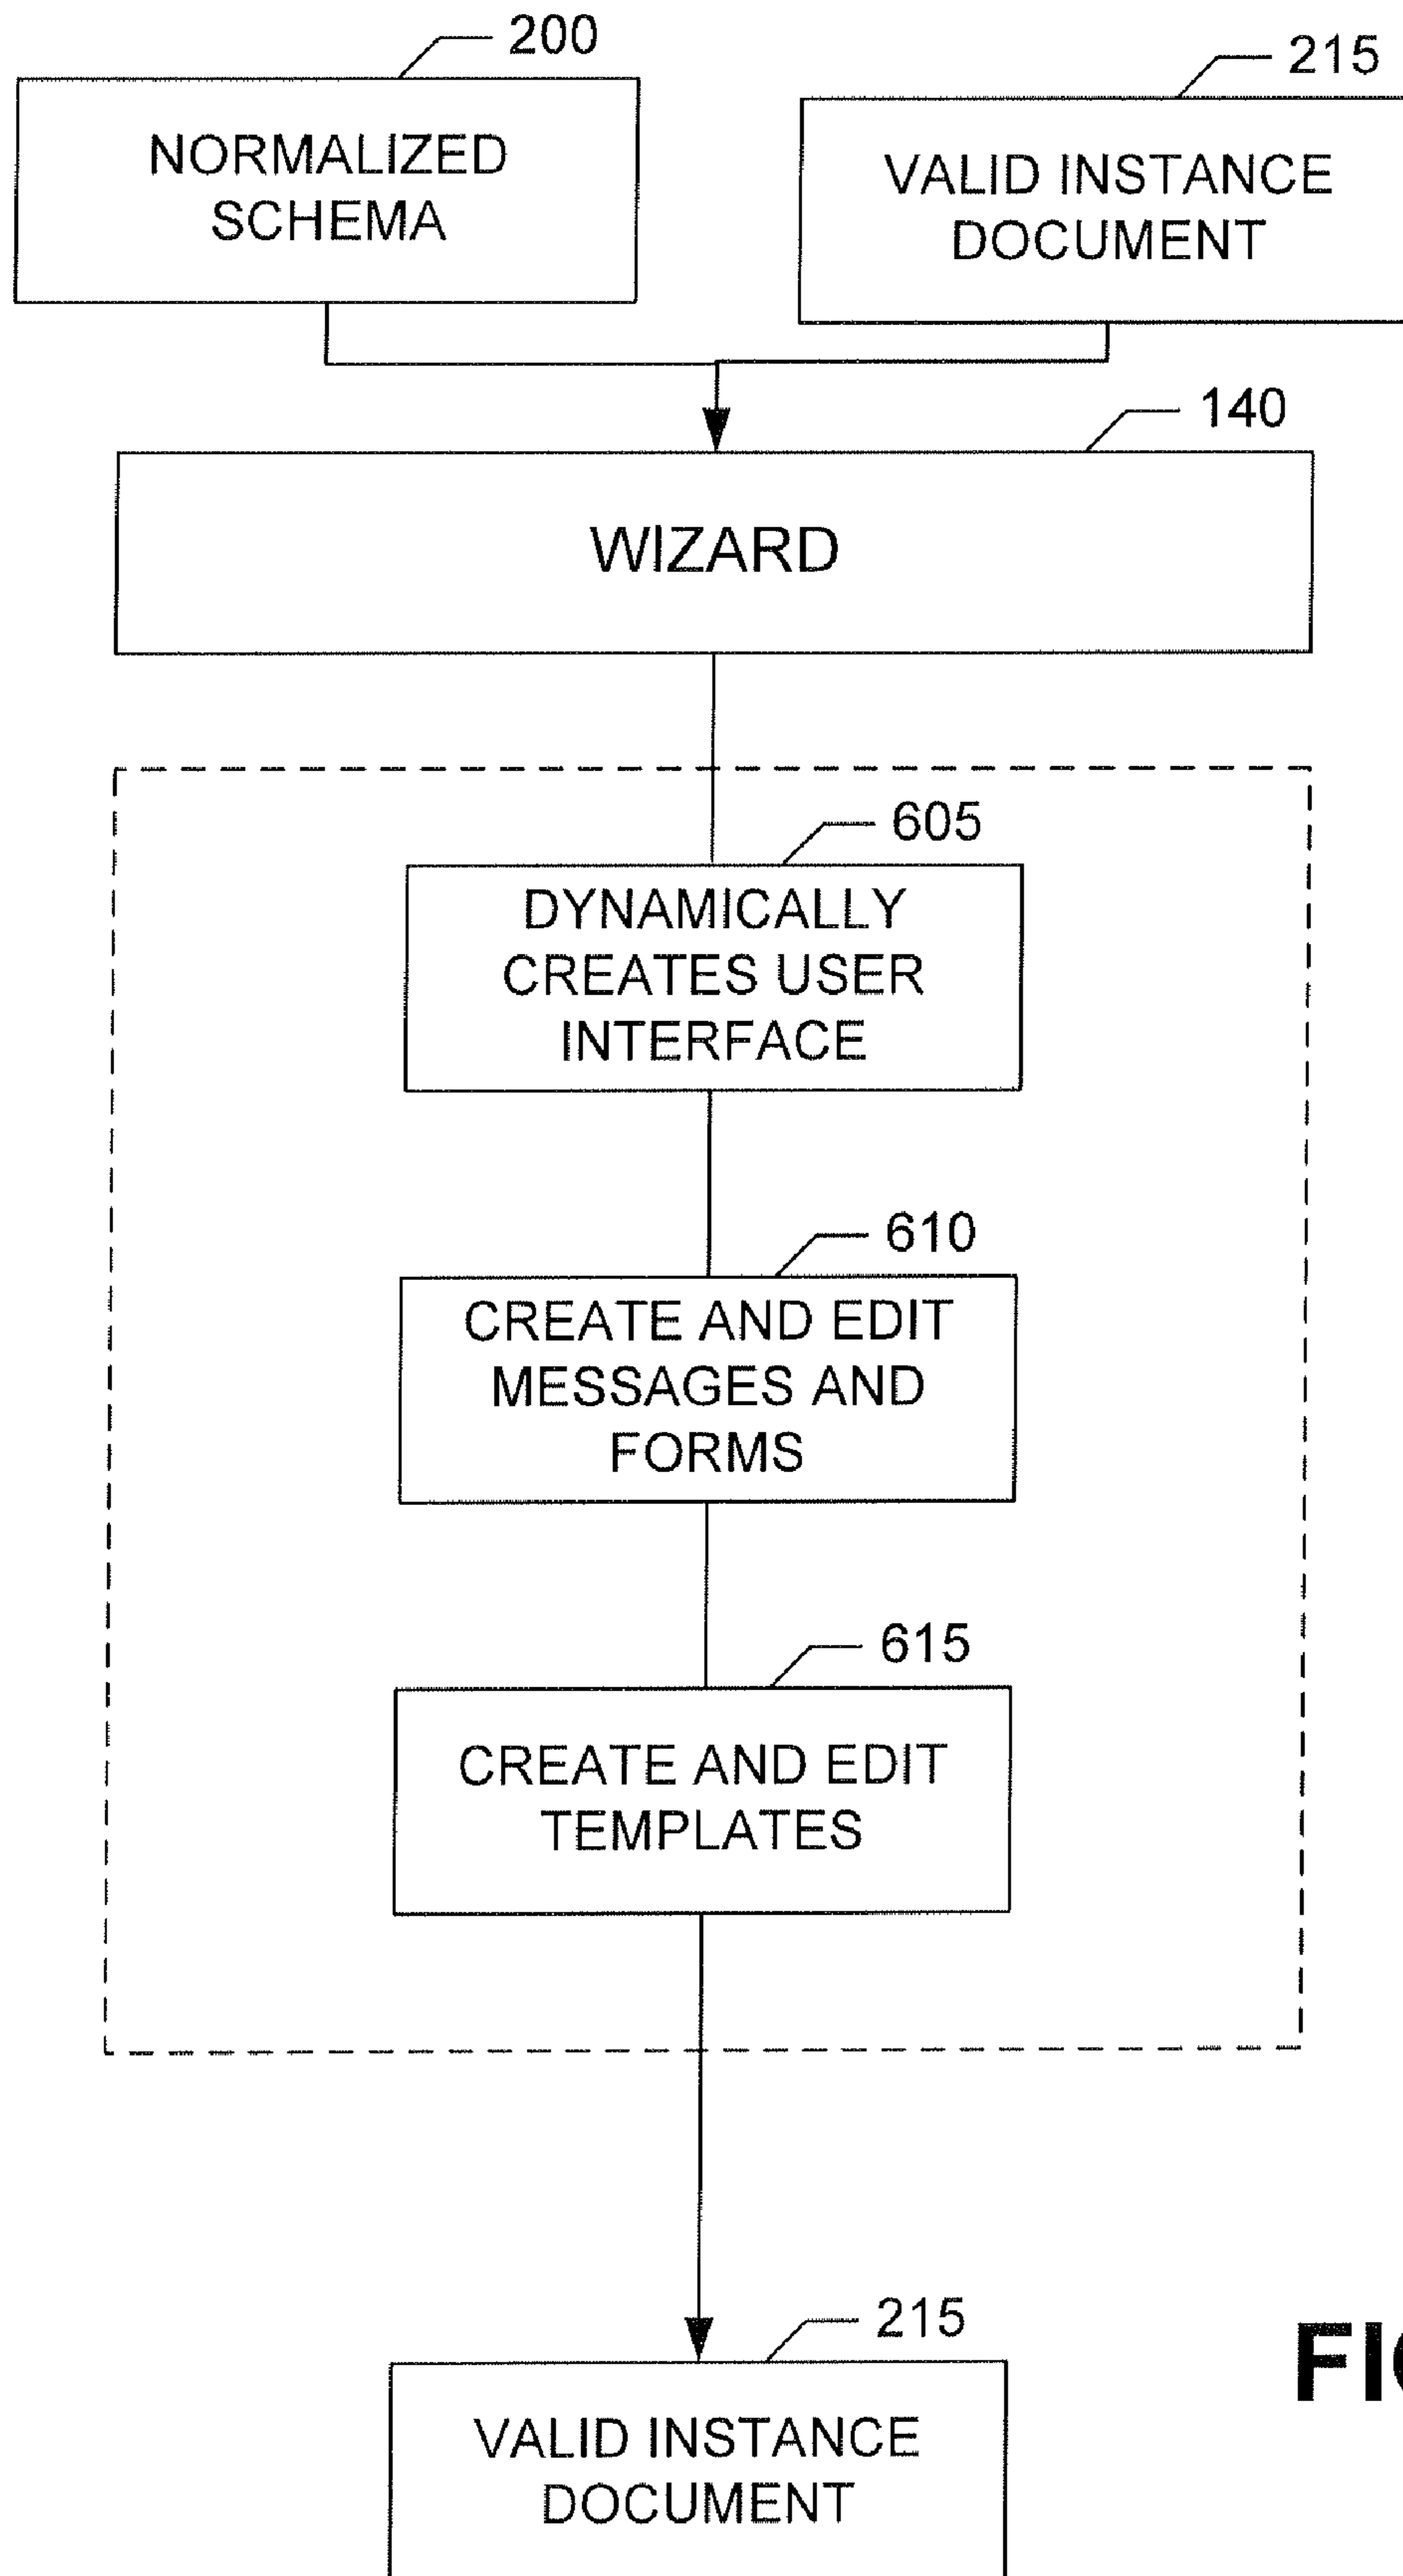 200
NORMALIZED
SCHEMA
215
VALID INSTANCE
DOCUMENT
140
WIZARD
605
DYNAMICALLY
CREATES USER
INTERFACE
610
CREATE AND EDIT
MESSAGES AND
FORMS
615
CREATE AND EDIT
TEMPLATES
215
VALID INSTANCE
DOCUMENT